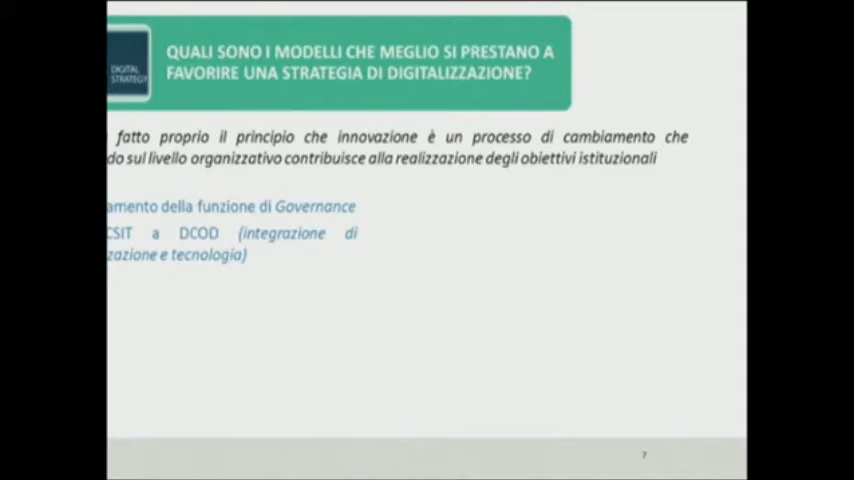 DIGITAL
STRATEGY
QUALI SONO I MODELLI CHE MEGLIO SI PRESTANO A
FAVORIRE UNA STRATEGIA DI DIGITALIZZAZIONE?
fatto proprio il principio che innovazione è un processo di cambiamento che
do sul livello organizzativo contribuisce alla realizzazione degli obiettivi istituzionali
amento della funzione di Governance
CSIT a DCOD (integrazione di
zazione e tecnologia)
7